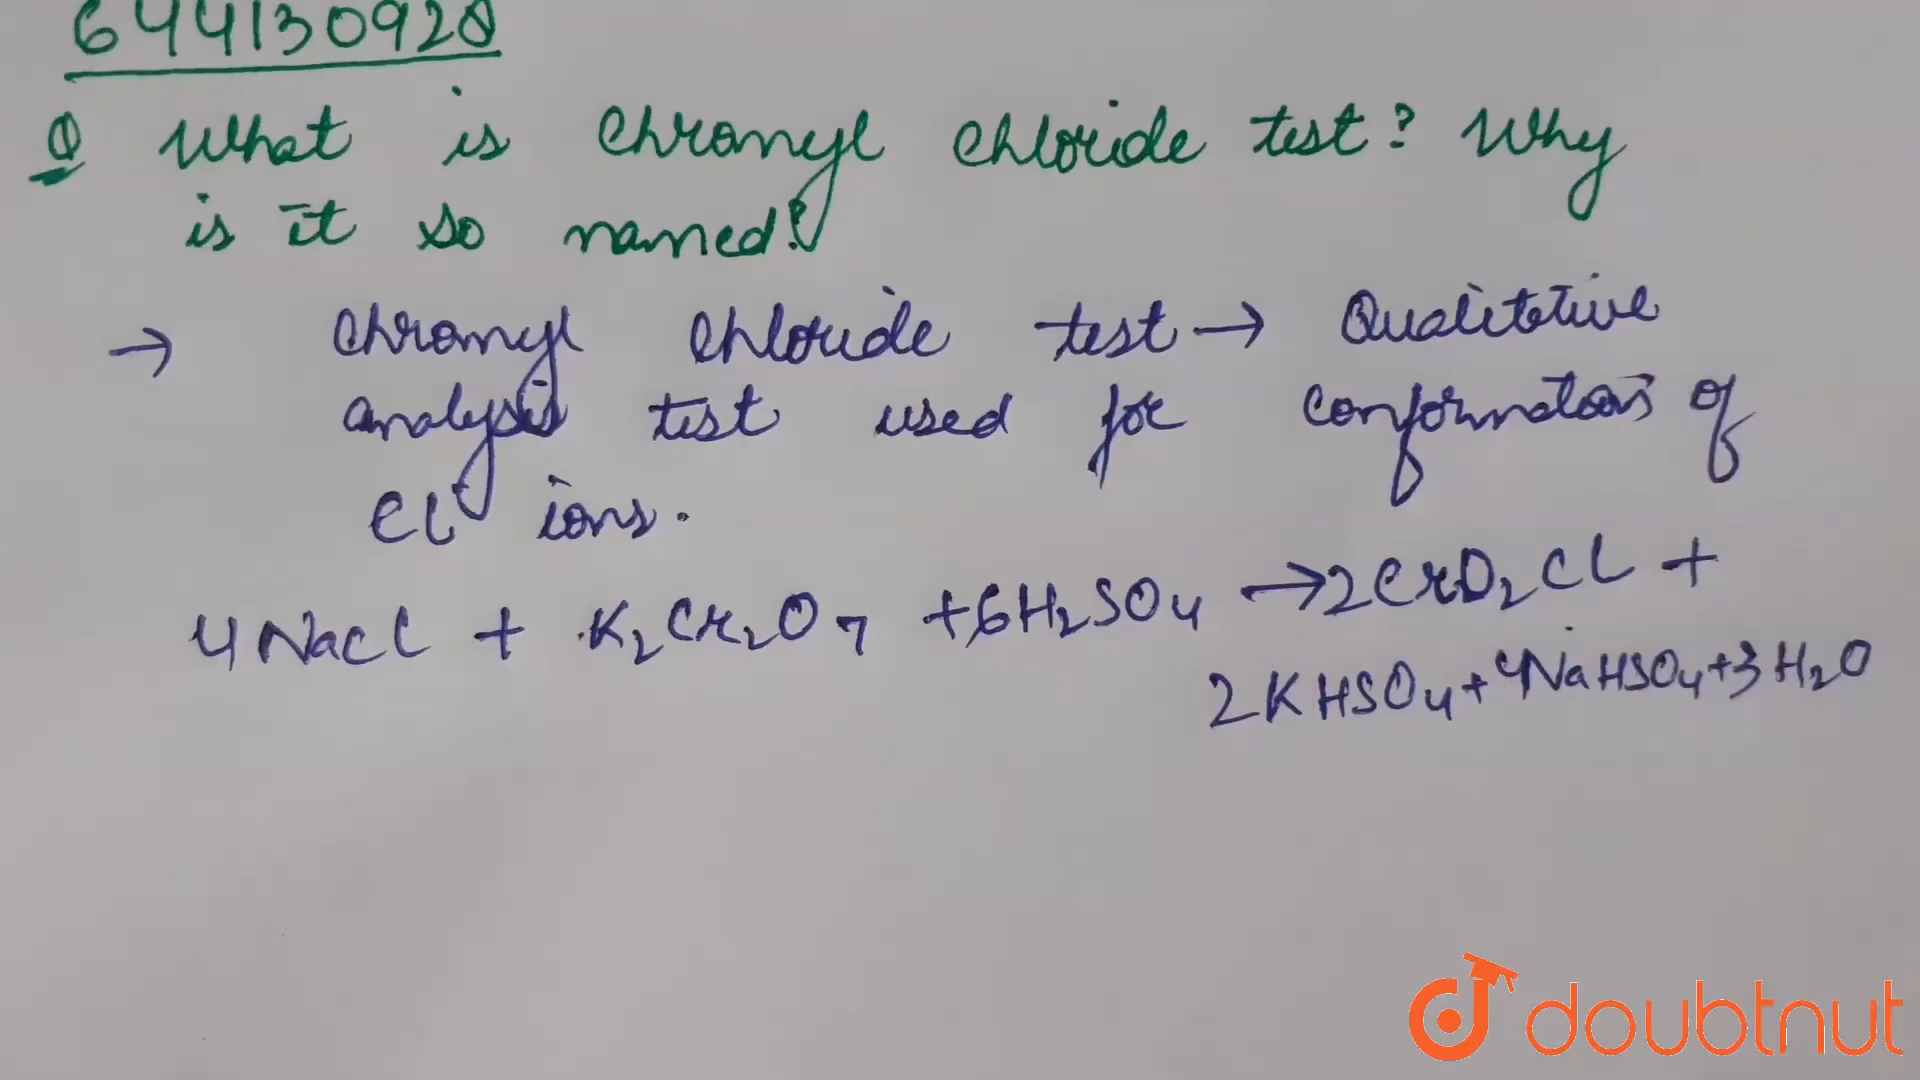 644130928
Q What is Chromyl Chloride test? Why
is it so named?
→ Chromyl Chloride test → Qualitative
analysis test used for conformation of
Cl⁻ ions.
4NaCl + K₂Cr₂O₇ + 6H₂SO₄ → 2CrO₂Cl +
2KHSO₄ + 4NaHSO₄ + 3H₂O
doubtnut